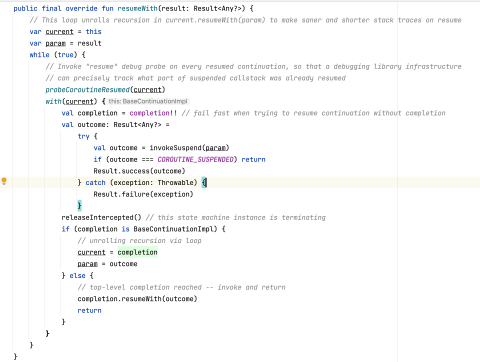 public final override fun resumeWith(result: Result<Any?>) {
// This loop unrolls recursion in current.resumeWith(param) to make saner and shorter stack traces on resume
var current = this
var param = result
while (true) {
// Invoke "resume" debug probe on every resumed continuation, so that a debugging library infrastructure
// can precisely track what part of suspended callstack was already resumed
probeCoroutineResumed(current)
with(current) { this: BaseContinuationImpl
val completion = completion!! // fail fast when trying to resume continuation without completion
val outcome: Result<Any?> =
try {
val outcome = invokeSuspend(param)
if (outcome === COROUTINE_SUSPENDED) return
Result.success(outcome)
} catch (exception: Throwable) {
Result.failure(exception)
}
releaseIntercepted() // this state machine instance is terminating
if (completion is BaseContinuationImpl) {
// unrolling recursion via loop
current = completion
param = outcome
} else {
// top-level completion reached -- invoke and return
completion.resumeWith(outcome)
return
}
}
}
}